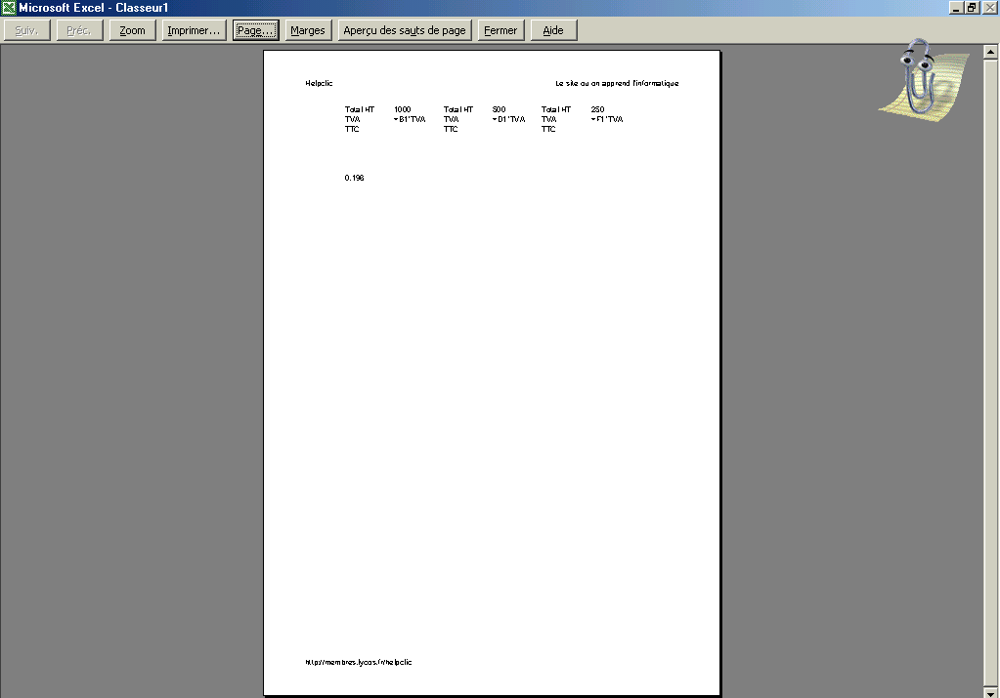 Microsoft Excel - Classeur1
Suiv. Préc. Zoom Imprimer... Page... Marges Aperçu des sauts de page Fermer Aide
Helpclic Le site ou on apprend l'informatique
Total HT 1000 Total HT 500 Total HT 250
TVA =B1*TVA TVA =D1*TVA TVA =F1*TVA
TTC TTC TTC
0.196
http://membres.lycos.fr/helpclic